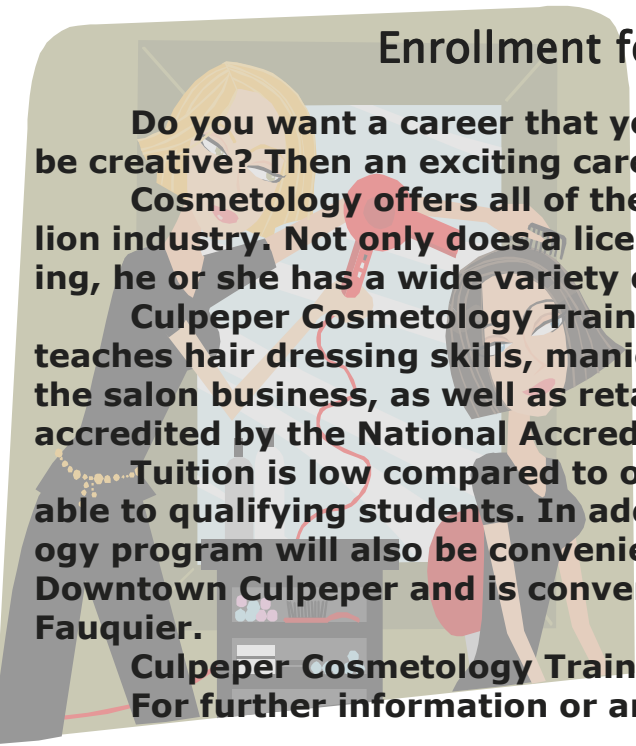 Enrollment fo
Do you want a career that yo
be creative? Then an exciting care
Cosmetology offers all of the
lion industry. Not only does a lice
ing, he or she has a wide variety o
Culpeper Cosmetology Train
teaches hair dressing skills, manic
the salon business, as well as reta
accredited by the National Accred
Tuition is low compared to o
able to qualifying students. In add
ogy program will also be convenie
Downtown Culpeper and is conven
Fauquier.
Culpeper Cosmetology Train
For further information or an